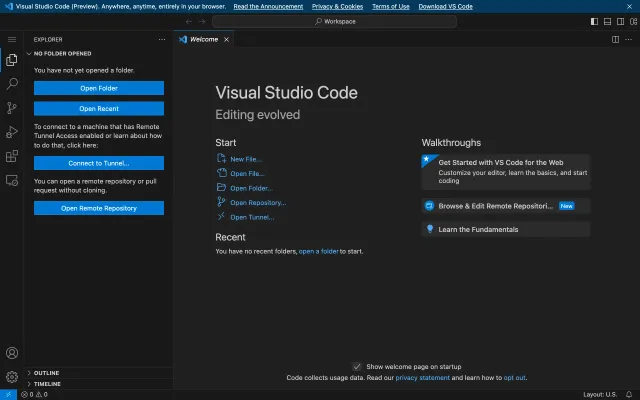 Visual Studio Code (Preview). Anywhere, anytime, entirely in your browser. Read the Announcement Privacy & Cookies Terms of Use Download VS Code
Workspace
EXPLORER
NO FOLDER OPENED
You have not yet opened a folder.
Open Folder
Open Recent
To connect to a machine that has Remote
Tunnel Access enabled or learn about how
to do that, click here:
Connect to Tunnel...
You can open a remote repository or pull
request without cloning.
Open Remote Repository
OUTLINE
TIMELINE
Welcome
Visual Studio Code
Editing evolved
Start
New File...
Open File...
Open Folder...
Open Repository...
Open Tunnel...
Recent
You have no recent folders, open a folder to start.
Walkthroughs
Get Started with VS Code for the Web
Customize your editor, learn the basics, and start
coding
Browse & Edit Remote Repositori... New
Learn the Fundamentals
Show welcome page on startup
Code collects usage data. Read our privacy statement and learn how to opt out.
0 0 Layout: U.S.